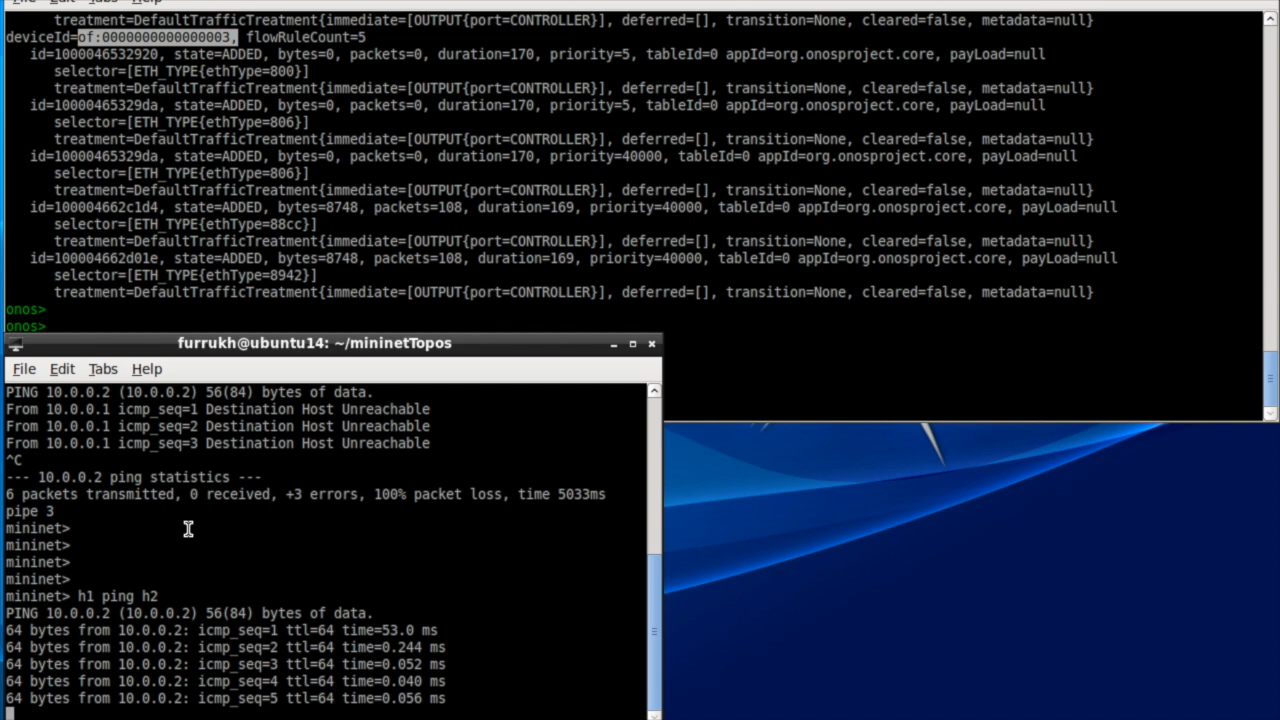 treatment=DefaultTrafficTreatment{immediate=[OUTPUT{port=CONTROLLER}], deferred=[], transition=None, cleared=false, metadata=null}
deviceId=of:0000000000000003, flowRuleCount=5
id=1000046532920, state=ADDED, bytes=0, packets=0, duration=170, priority=5, tableId=0 appId=org.onosproject.core, payLoad=null
selector=[ETH_TYPE{ethType=800}]
treatment=DefaultTrafficTreatment{immediate=[OUTPUT{port=CONTROLLER}], deferred=[], transition=None, cleared=false, metadata=null}
id=10000465329da, state=ADDED, bytes=0, packets=0, duration=170, priority=5, tableId=0 appId=org.onosproject.core, payLoad=null
selector=[ETH_TYPE{ethType=806}]
treatment=DefaultTrafficTreatment{immediate=[OUTPUT{port=CONTROLLER}], deferred=[], transition=None, cleared=false, metadata=null}
id=10000465329da, state=ADDED, bytes=0, packets=0, duration=170, priority=40000, tableId=0 appId=org.onosproject.core, payLoad=null
selector=[ETH_TYPE{ethType=806}]
treatment=DefaultTrafficTreatment{immediate=[OUTPUT{port=CONTROLLER}], deferred=[], transition=None, cleared=false, metadata=null}
id=100004662c1d4, state=ADDED, bytes=8748, packets=108, duration=169, priority=40000, tableId=0 appId=org.onosproject.core, payLoad=null
selector=[ETH_TYPE{ethType=88cc}]
treatment=DefaultTrafficTreatment{immediate=[OUTPUT{port=CONTROLLER}], deferred=[], transition=None, cleared=false, metadata=null}
id=100004662d01e, state=ADDED, bytes=8748, packets=108, duration=169, priority=40000, tableId=0 appId=org.onosproject.core, payLoad=null
selector=[ETH_TYPE{ethType=8942}]
treatment=DefaultTrafficTreatment{immediate=[OUTPUT{port=CONTROLLER}], deferred=[], transition=None, cleared=false, metadata=null}
onos>
onos>
furrukh@ubuntu14: ~/mininetTopos
File Edit Tabs Help
PING 10.0.0.2 (10.0.0.2) 56(84) bytes of data.
From 10.0.0.1 icmp_seq=1 Destination Host Unreachable
From 10.0.0.1 icmp_seq=2 Destination Host Unreachable
From 10.0.0.1 icmp_seq=3 Destination Host Unreachable
^C
--- 10.0.0.2 ping statistics ---
6 packets transmitted, 0 received, +3 errors, 100% packet loss, time 5033ms
pipe 3
mininet>
mininet>
mininet>
mininet>
mininet> h1 ping h2
PING 10.0.0.2 (10.0.0.2) 56(84) bytes of data.
64 bytes from 10.0.0.2: icmp_seq=1 ttl=64 time=53.0 ms
64 bytes from 10.0.0.2: icmp_seq=2 ttl=64 time=0.244 ms
64 bytes from 10.0.0.2: icmp_seq=3 ttl=64 time=0.052 ms
64 bytes from 10.0.0.2: icmp_seq=4 ttl=64 time=0.040 ms
64 bytes from 10.0.0.2: icmp_seq=5 ttl=64 time=0.056 ms